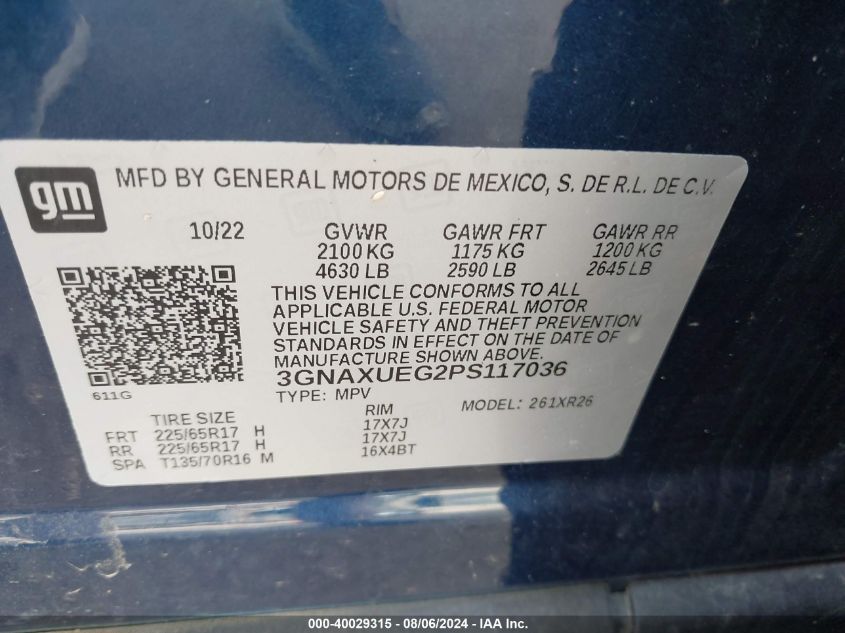 gm
MFD BY GENERAL MOTORS DE MEXICO, S. DE R.L. DE C.V.
10/22 GVWR GAWR FRT GAWR RR
2100 KG 1175 KG 1200 KG
4630 LB 2590 LB 2645 LB
THIS VEHICLE CONFORMS TO ALL
APPLICABLE U.S. FEDERAL MOTOR
VEHICLE SAFETY AND THEFT PREVENTION
STANDARDS IN EFFECT ON THE DATE OF
MANUFACTURE SHOWN ABOVE.
3GNAXUEG2PS117036
611G
TYPE: MPV MODEL: 261XR26
TIRE SIZE RIM
FRT 225/65R17 H 17X7J
RR 225/65R17 H 17X7J
SPA T135/70R16 M 16X4BT
000-40029315 - 08/06/2024 - IAA Inc.